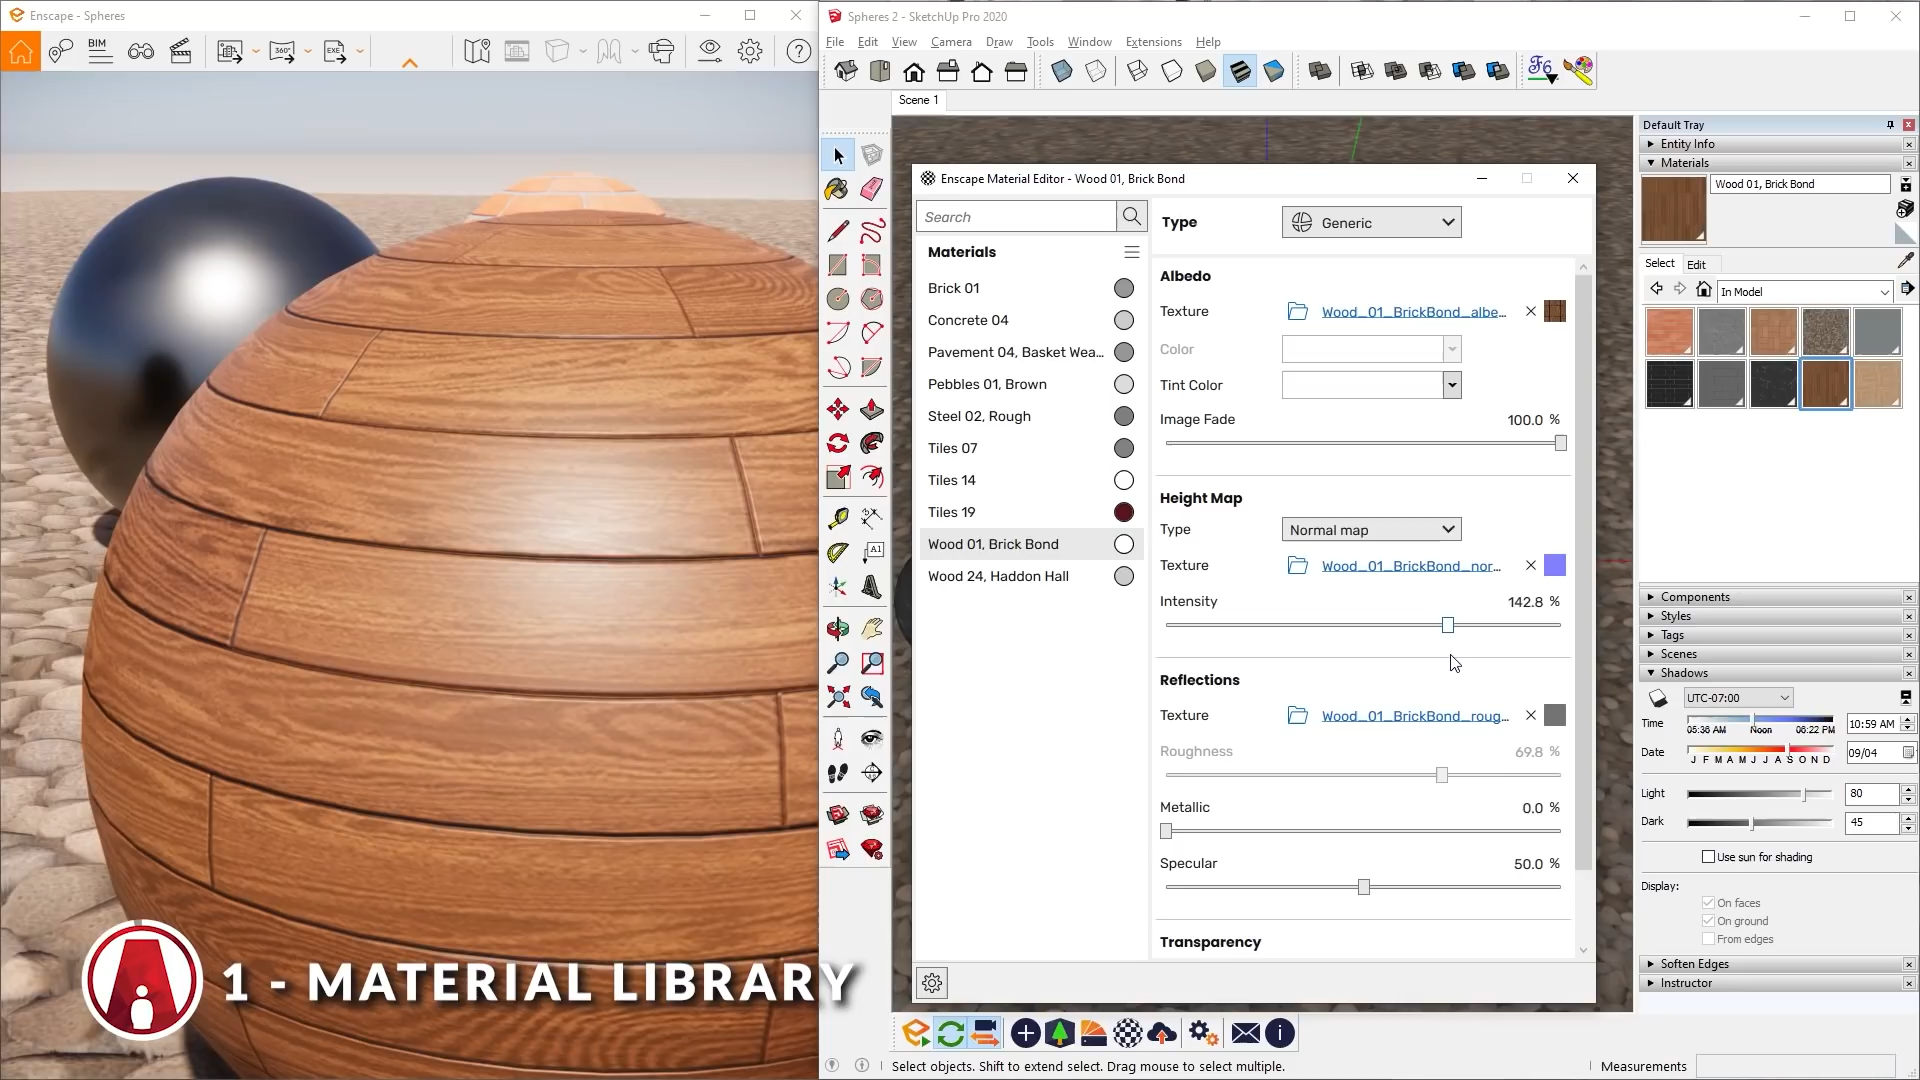 Enscape - Spheres
BIM
360°
EXE
?
1 - MATERIAL LIBRARY
Spheres 2 - SketchUp Pro 2020
File Edit View Camera Draw Tools Window Extensions Help
F6
Scene 1
A1
Enscape Material Editor - Wood 01, Brick Bond
Search
Materials
Brick 01
Concrete 04
Pavement 04, Basket Wea...
Pebbles 01, Brown
Steel 02, Rough
Tiles 07
Tiles 14
Tiles 19
Wood 01, Brick Bond
Wood 24, Haddon Hall
Type Generic
Albedo
Texture Wood_01_BrickBond_albe...
Color
Tint Color
Image Fade 100.0 %
Height Map
Type Normal map
Texture Wood_01_BrickBond_nor...
Intensity 142.8 %
Reflections
Texture Wood_01_BrickBond_roug...
Roughness 69.8 %
Metallic 0.0 %
Specular 50.0 %
Transparency
Default Tray
Entity Info
Materials
Wood 01, Brick Bond
Select Edit
In Model
Components
Styles
Tags
Scenes
Shadows
UTC-07:00
Time 10:59 AM
05:36 AM Noon 06:22 PM
Date 09/04
J F M A M J J A S O N D
Light 80
Dark 45
Use sun for shading
Display:
On faces
On ground
From edges
Soften Edges
Instructor
Select objects. Shift to extend select. Drag mouse to select multiple.
Measurements